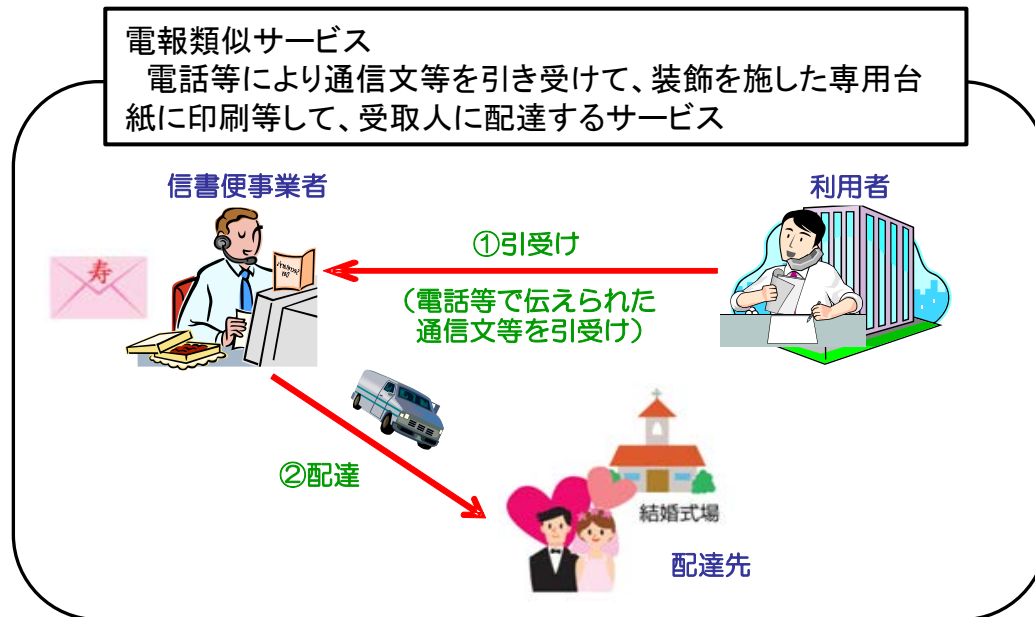 電報類似サービス
電話等により通信文等を引き受けて、装飾を施した専用台
紙に印刷等して、受取人に配達するサービス
信書便事業者
利用者
寿
①引受け
（電話等で伝えられた
通信文等を引受け）
②配達
結婚式場
配達先